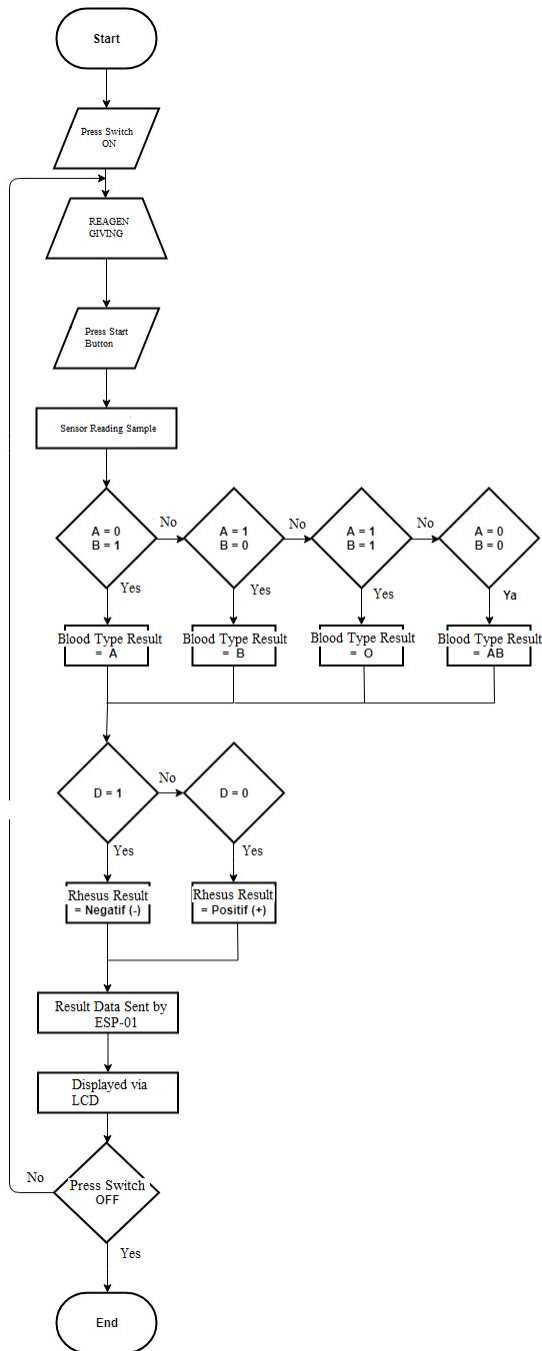 Start
Press Switch
ON
REAGEN
GIVING
Press Start
Button
Sensor Reading Sample
A = 0
B = 1
No
A = 1
B = 0
No
A = 1
B = 1
No
A = 0
B = 0
Yes
Yes
Yes
Ya
Blood Type Result
= A
Blood Type Result
= B
Blood Type Result
= O
Blood Type Result
= AB
D = 1
No
D = 0
Yes
Yes
Rhesus Result
= Negatif (-)
Rhesus Result
= Positif (+)
Result Data Sent by
ESP-01
Displayed via
LCD
No
Press Switch
OFF
Yes
End